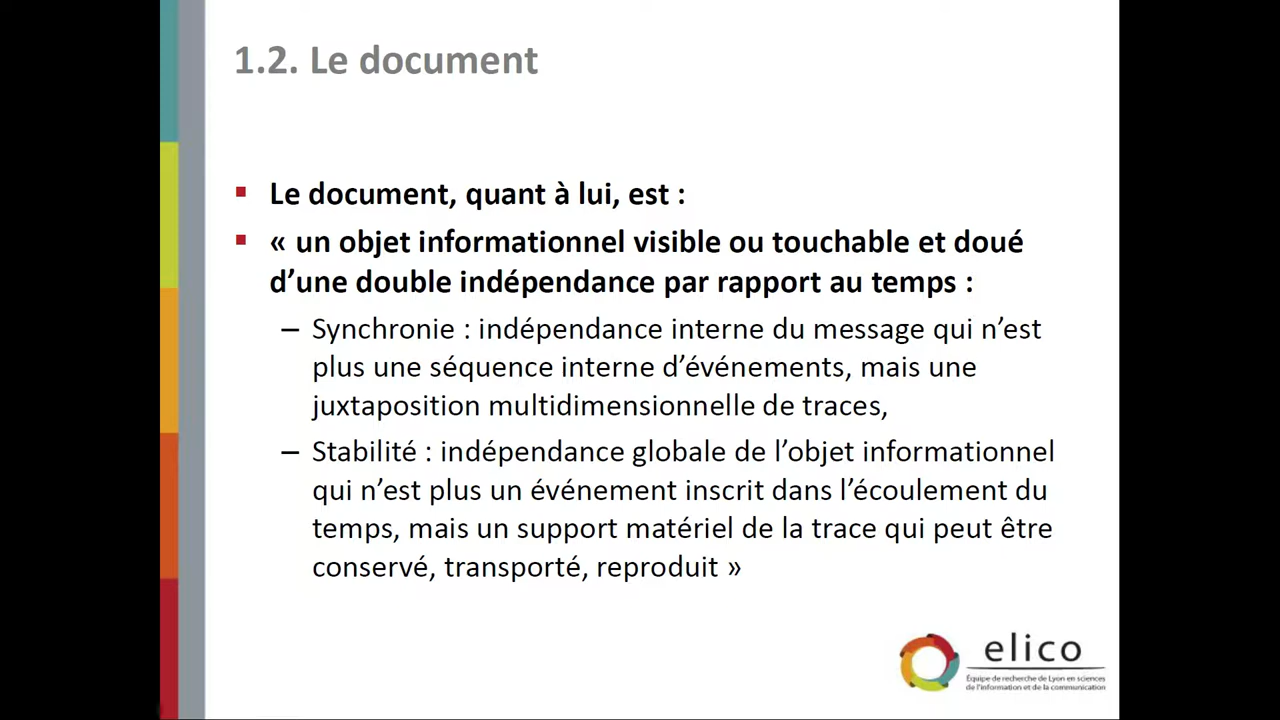 1.2. Le document
Le document, quant à lui, est :
« un objet informationnel visible ou touchable et doué
d’une double indépendance par rapport au temps :
– Synchronie : indépendance interne du message qui n’est
plus une séquence interne d’événements, mais une
juxtaposition multidimensionnelle de traces,
– Stabilité : indépendance globale de l’objet informationnel
qui n’est plus un événement inscrit dans l’écoulement du
temps, mais un support matériel de la trace qui peut être
conservé, transporté, reproduit »
elico
Équipe de recherche de Lyon en sciences
de l'information et de la communication